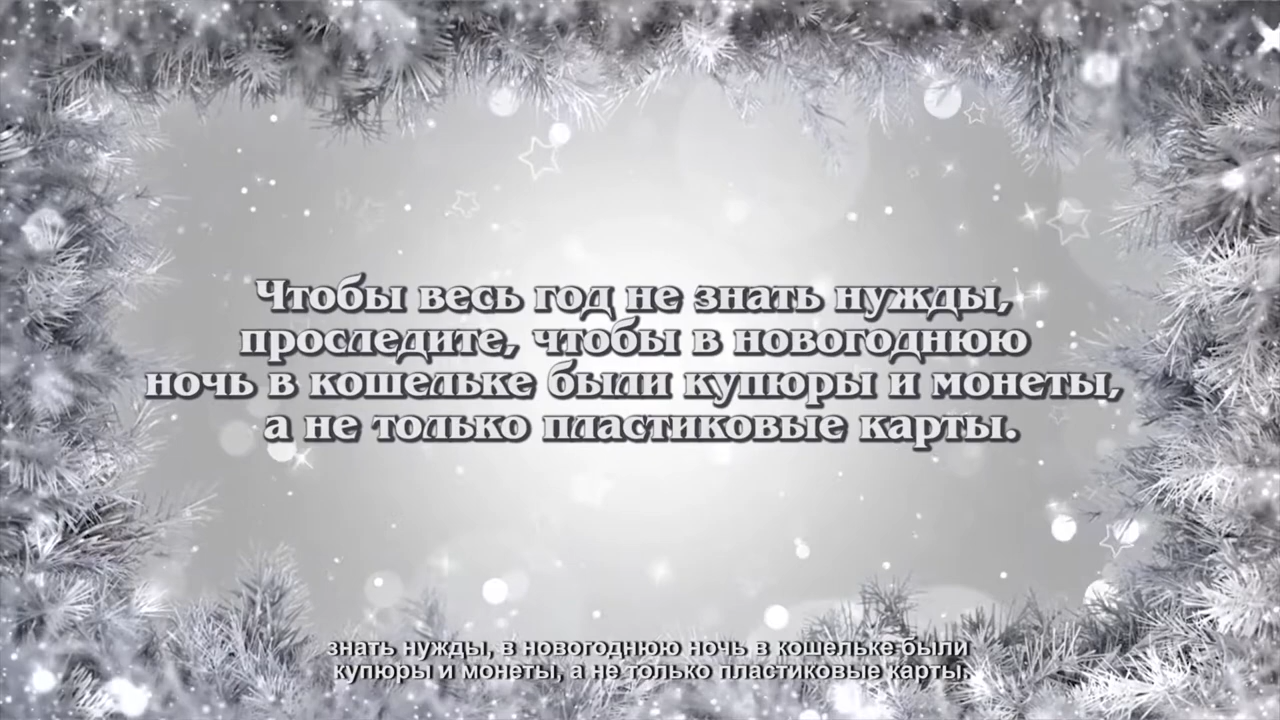 Чтобы весь год не знать нужды,
проследите, чтобы в новогоднюю
ночь в кошельке были купюры и монеты,
а не только пластиковые карты.
знать нужды, в новогоднюю ночь в кошельке были
купюры и монеты, а не только пластиковые карты.